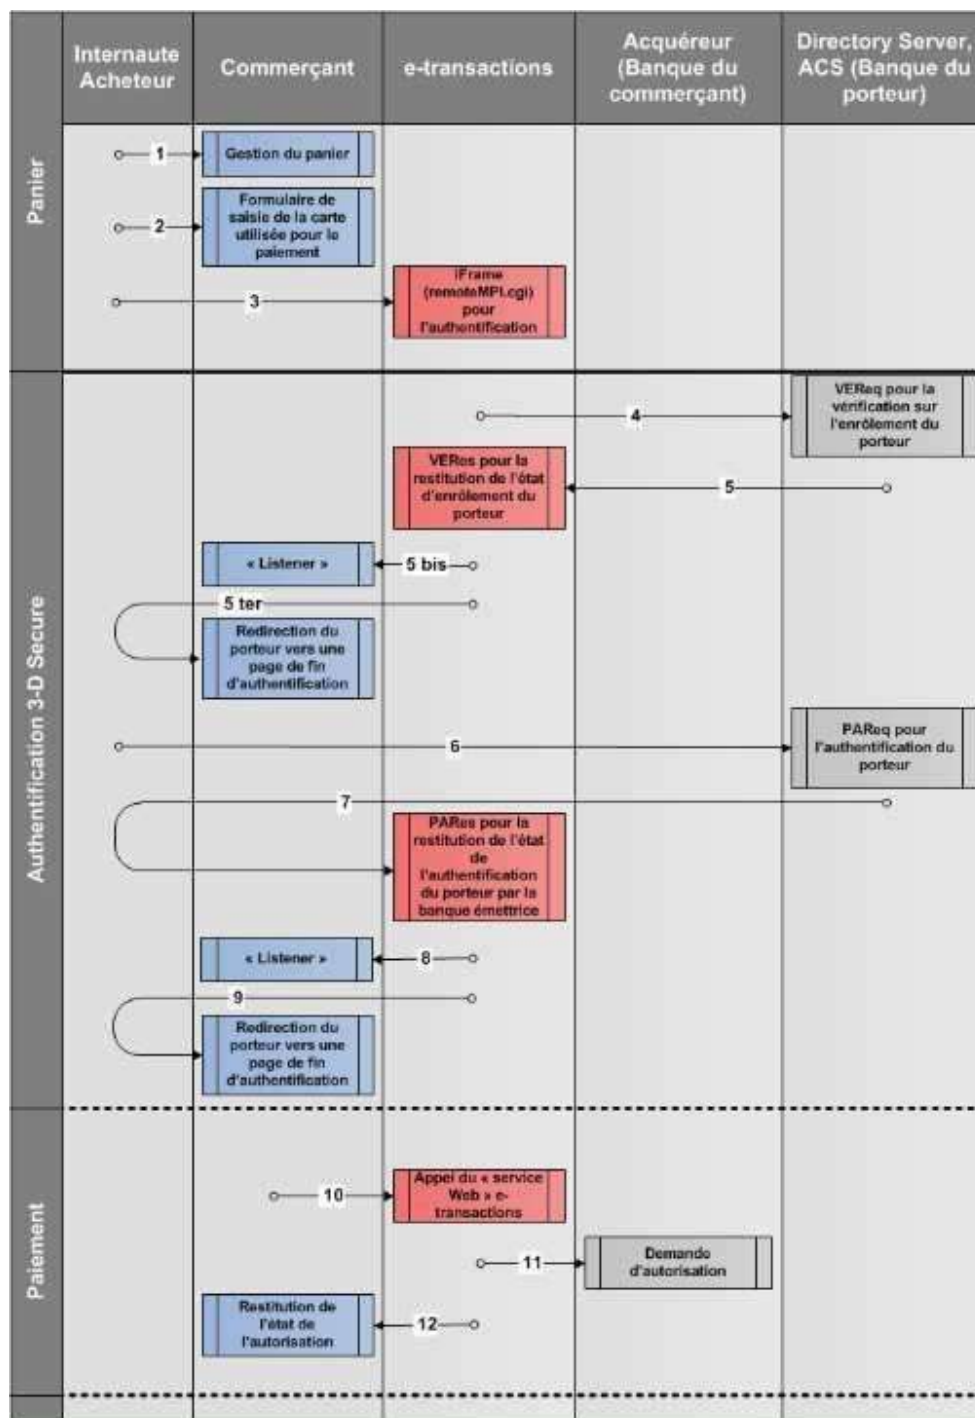 Internaute
Acheteur
Commerçant
e-transactions
Acquéreur
(Banque du
commerçant)
Directory Server,
ACS (Banque du
porteur)
Panier
1
Gestion du panier
2
Formulaire de
saisie de la carte
utilisée pour le
paiement
3
iFrame
(remoteMPI.cgi)
pour
l'authentification
Authentification 3-D Secure
4
VEReq pour la
vérification sur
l'enrôlement du
porteur
VERes pour la
restitution de l'état
d'enrôlement du
porteur
5
« Listener »
5 bis
5 ter
Redirection du
porteur vers une
page de fin
d'authentification
6
PAReq pour
l'authentification du
porteur
7
PARes pour la
restitution de l'état
de
l'authentification
du porteur par la
banque émettrice
« Listener »
8
9
Redirection du
porteur vers une
page de fin
d'authentification
Paiement
10
Appel du « service
Web » e-
transactions
11
Demande
d'autorisation
Restitution de
l'état de
l'autorisation
12